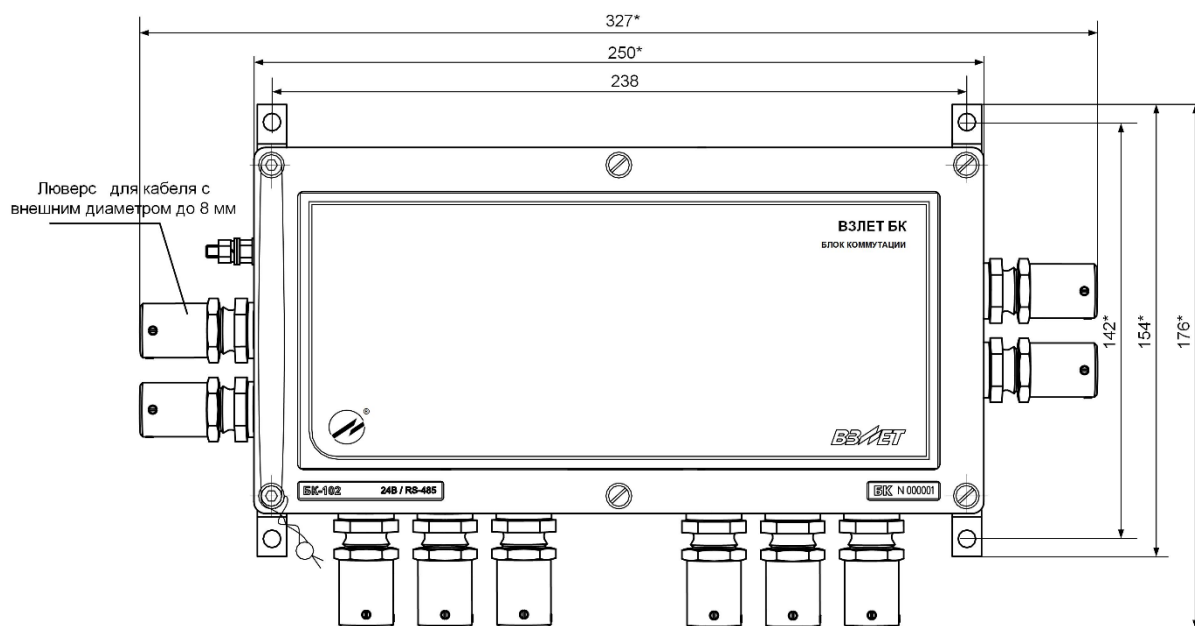 327*
250*
238
Люверс для кабеля с
внешним диаметром до 8 мм
ВЗЛЕТ БК
БЛОК КОММУТАЦИИ
142*
154*
176*
®
ВЗЛЕТ
БК-102 24В / RS-485
БК N 000001